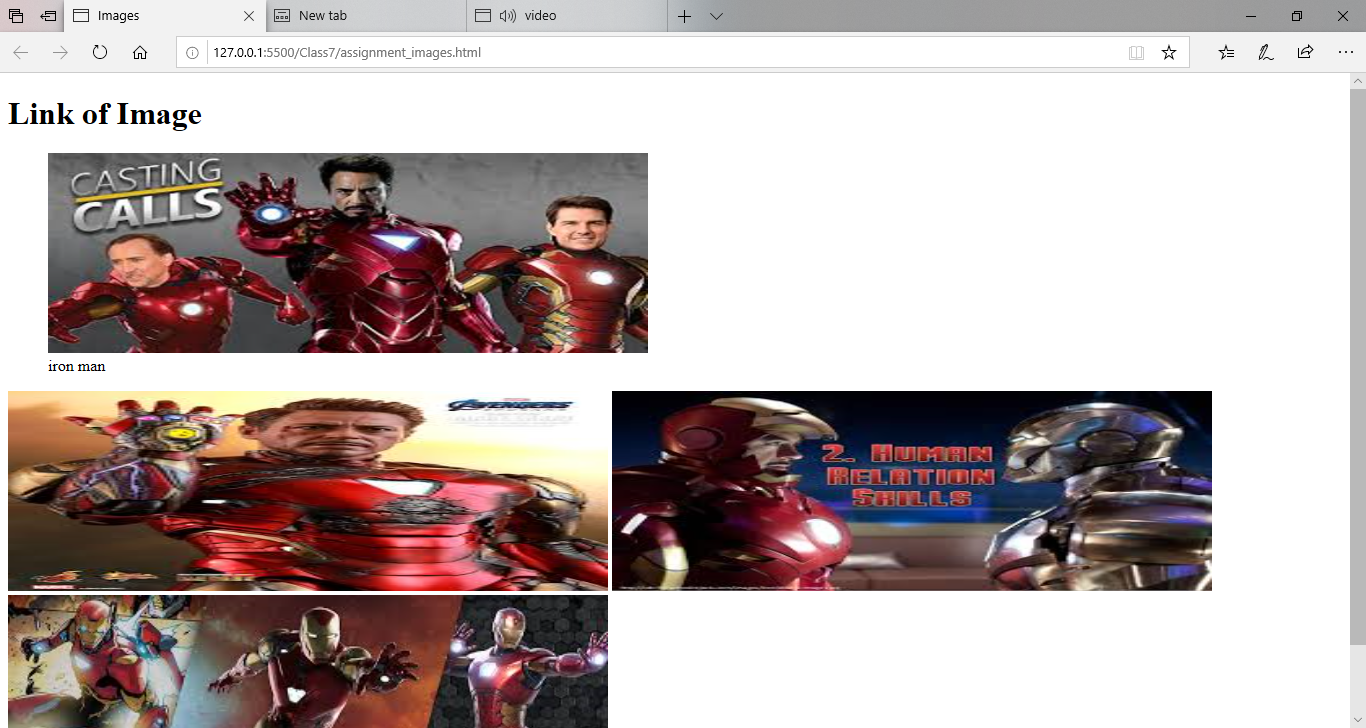 Images
New tab
video
127.0.0.1:5500/Class7/assignment_images.html
Link of Image
CASTING
CALLS
iron man
AVENGERS
2. HUMAN
RELATION
SKILLS